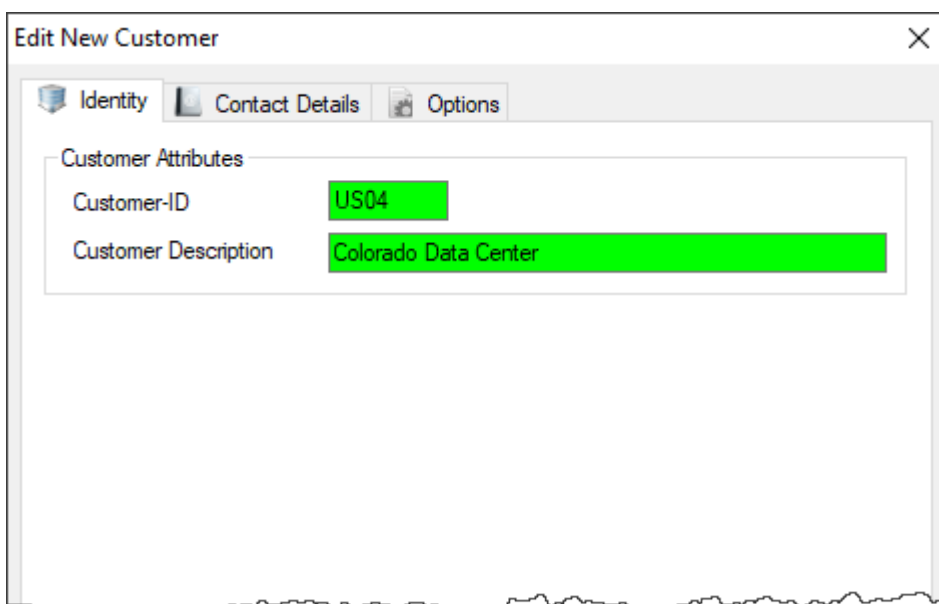 Edit New Customer
Identity Contact Details Options
Customer Attributes
Customer-ID US04
Customer Description Colorado Data Center